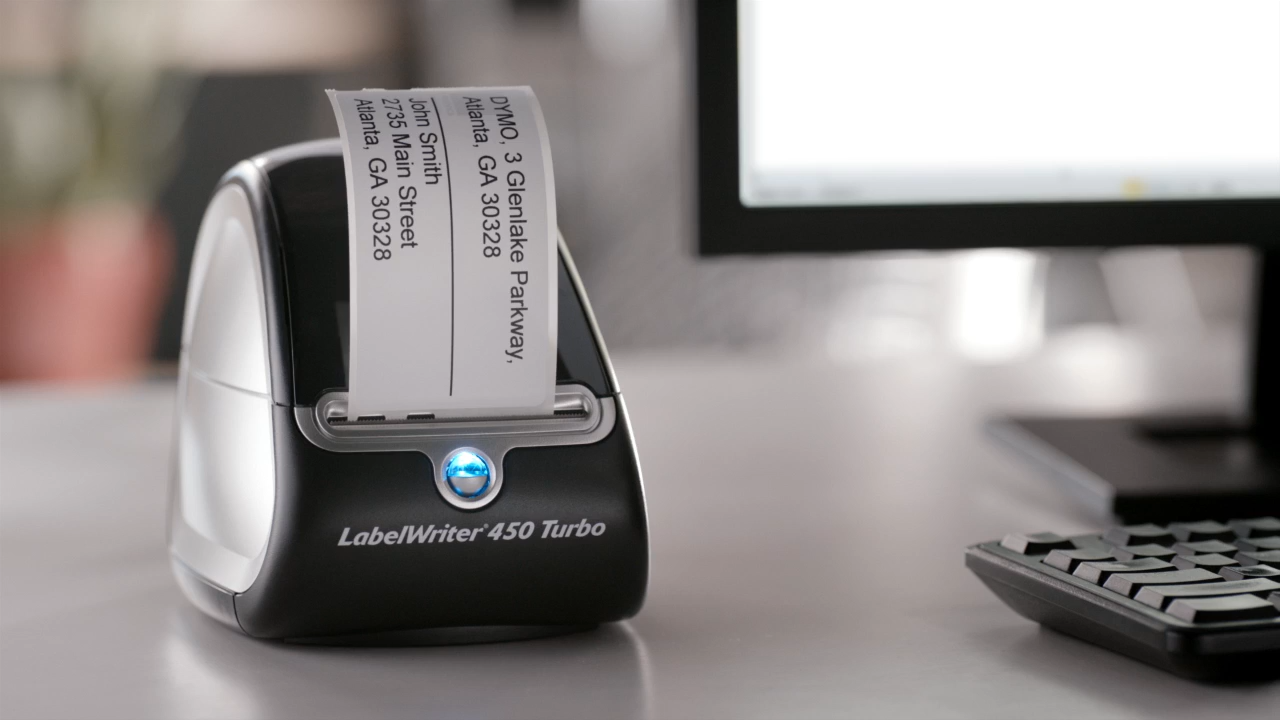 DYMO, 3 Glenlake Parkway,
Atlanta, GA 30328
John Smith
2735 Main Street
Atlanta, GA 30328
LabelWriter® 450 Turbo